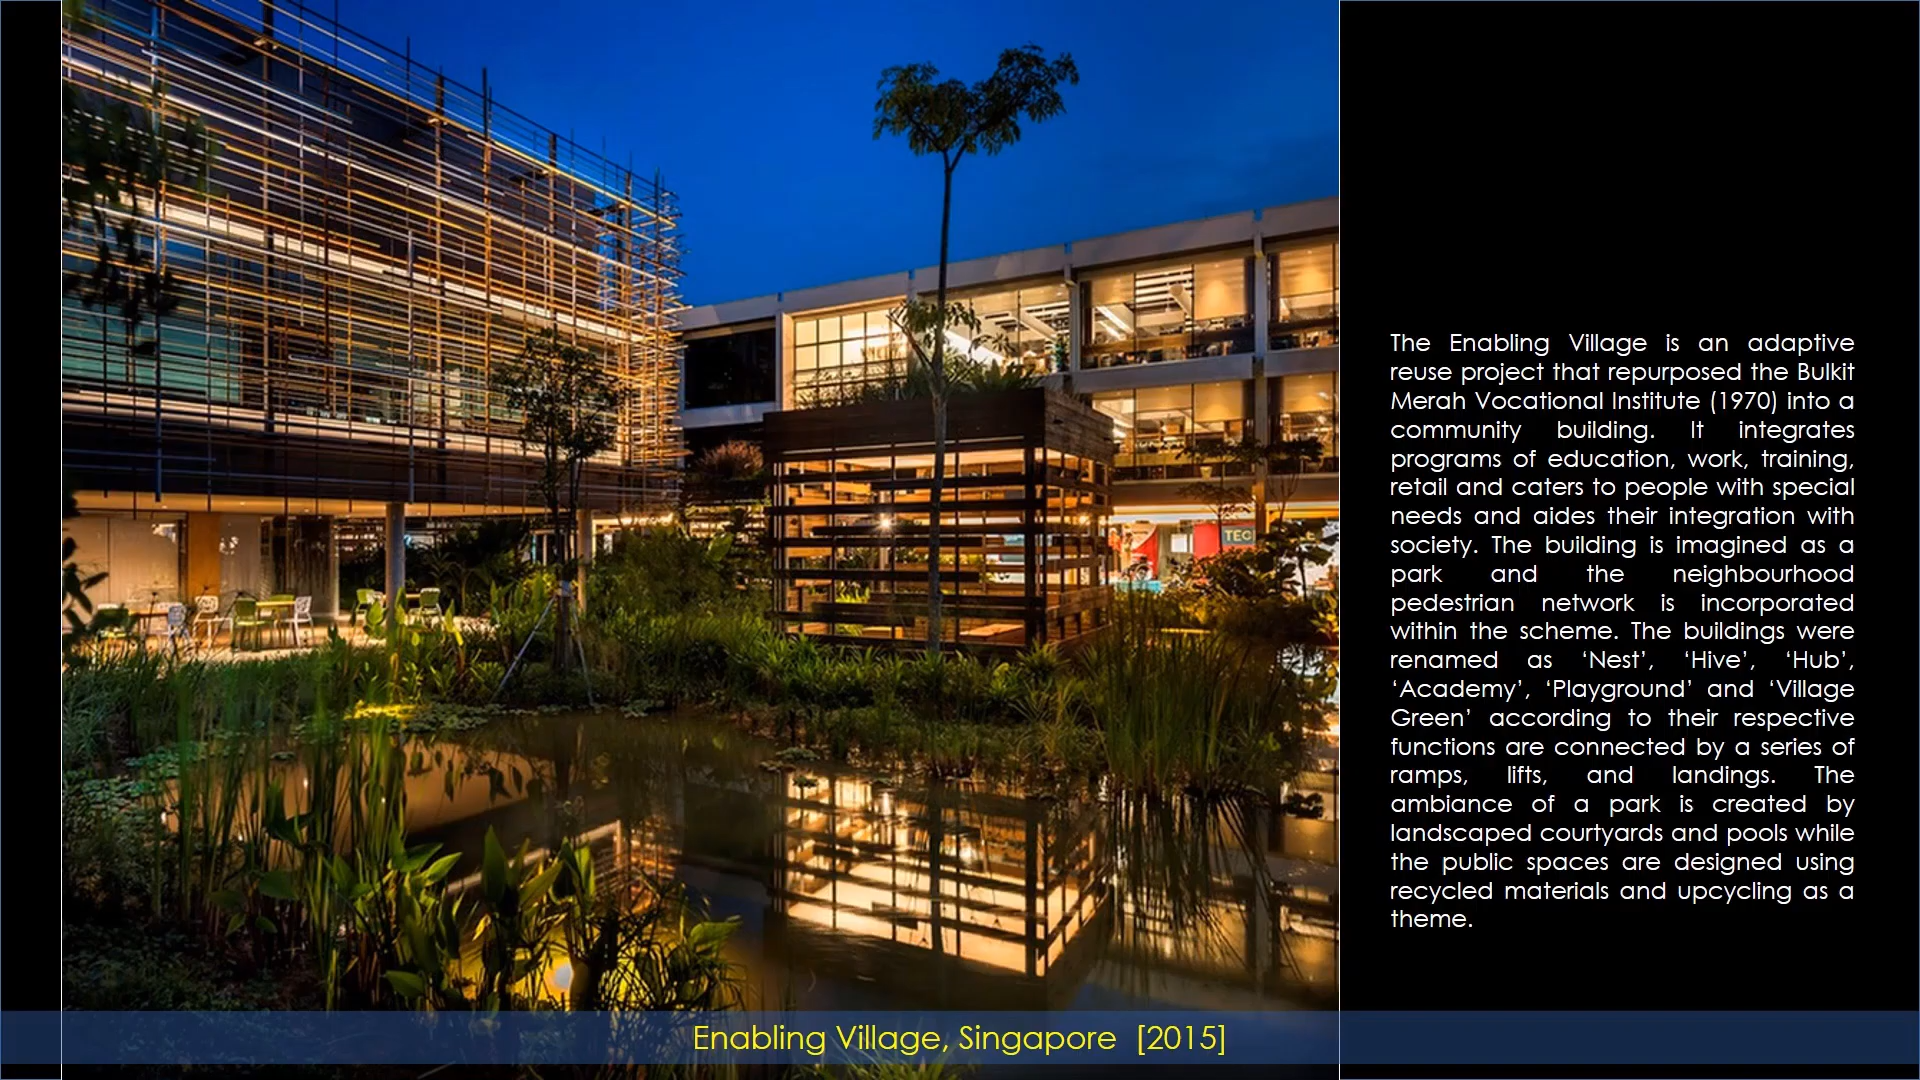 The Enabling Village is an adaptive
reuse project that repurposed the Bulkit
Merah Vocational Institute (1970) into a
community building. It integrates
programs of education, work, training,
retail and caters to people with special
needs and aides their integration with
society. The building is imagined as a
park and the neighbourhood
pedestrian network is incorporated
within the scheme. The buildings were
renamed as ‘Nest’, ‘Hive’, ‘Hub’,
‘Academy’, ‘Playground’ and ‘Village
Green’ according to their respective
functions are connected by a series of
ramps, lifts, and landings. The
ambiance of a park is created by
landscaped courtyards and pools while
the public spaces are designed using
recycled materials and upcycling as a
theme.
TEC
Enabling Village, Singapore [2015]